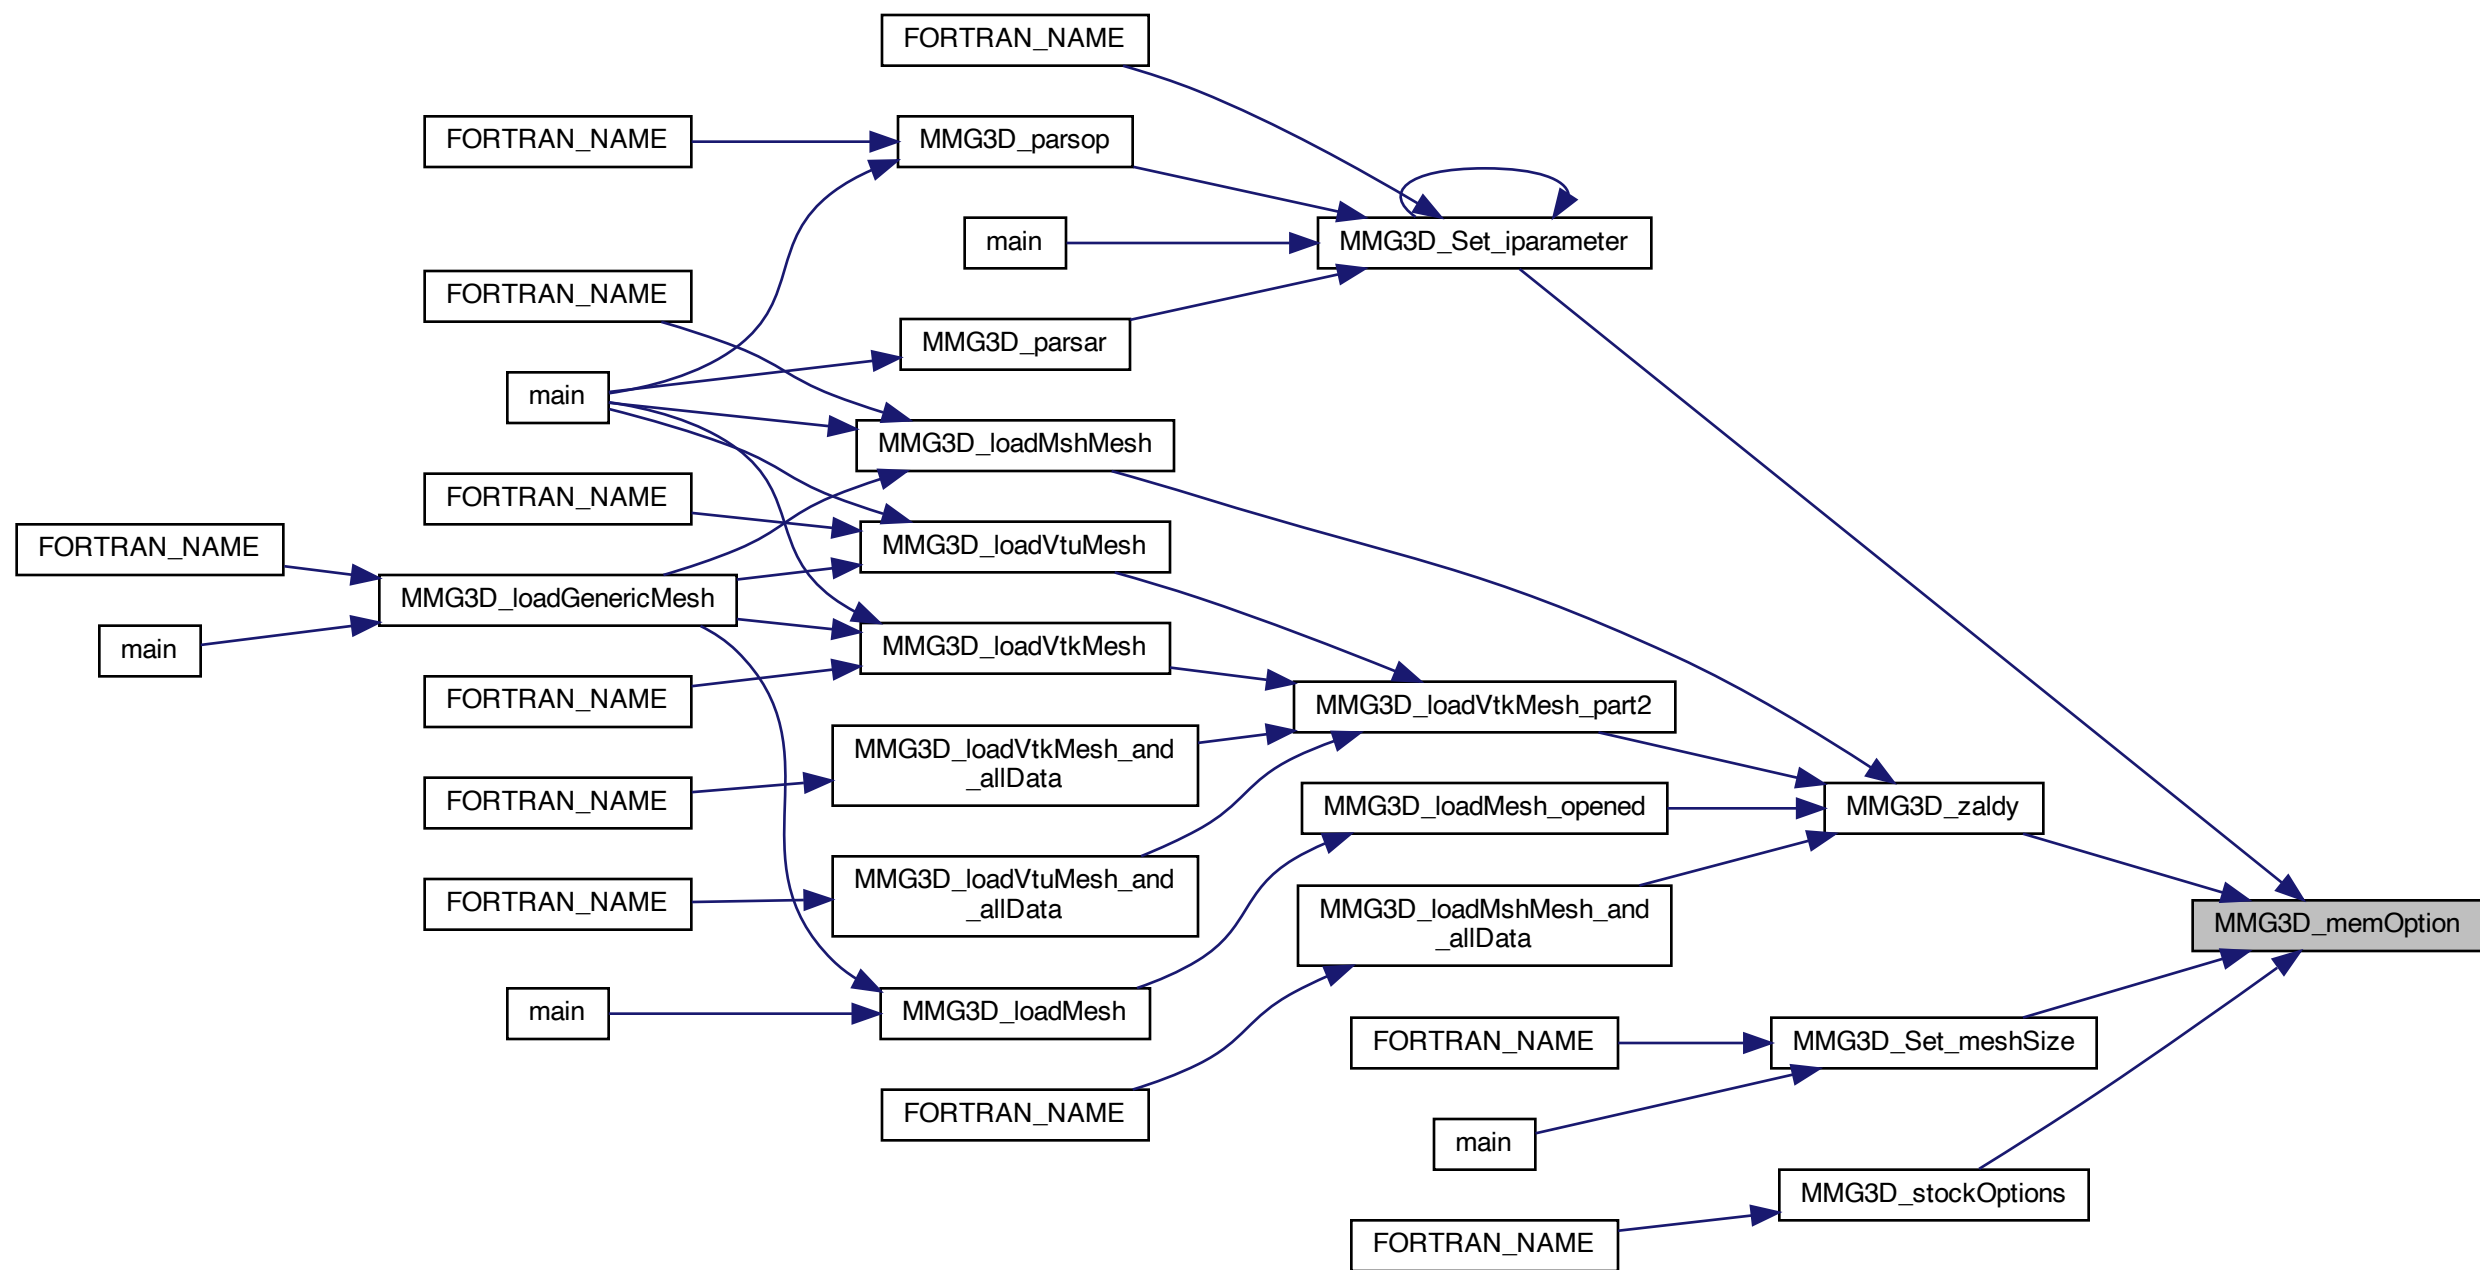 FORTRAN_NAME
FORTRAN_NAME
MMG3D_parsop
main
MMG3D_Set_iparameter
FORTRAN_NAME
MMG3D_parsar
main
MMG3D_loadMshMesh
FORTRAN_NAME
FORTRAN_NAME
MMG3D_loadVtuMesh
MMG3D_loadGenericMesh
main
MMG3D_loadVtkMesh
FORTRAN_NAME
MMG3D_loadVtkMesh_part2
MMG3D_loadVtkMesh_and
_allData
FORTRAN_NAME
MMG3D_loadMesh_opened
MMG3D_zaldy
MMG3D_loadVtuMesh_and
_allData
FORTRAN_NAME
MMG3D_loadMshMesh_and
_allData
MMG3D_memOption
main
MMG3D_loadMesh
FORTRAN_NAME
MMG3D_Set_meshSize
FORTRAN_NAME
main
MMG3D_stockOptions
FORTRAN_NAME